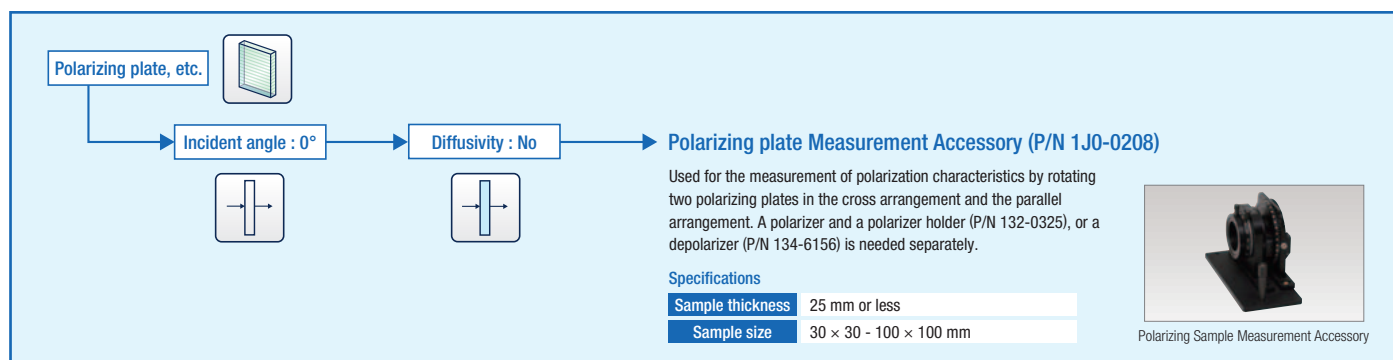 Polarizing plate, etc.
Incident angle : 0°
Diffusivity : No
Polarizing plate Measurement Accessory (P/N 1J0-0208)
Used for the measurement of polarization characteristics by rotating
two polarizing plates in the cross arrangement and the parallel
arrangement. A polarizer and a polarizer holder (P/N 132-0325), or a
depolarizer (P/N 134-6156) is needed separately.
Specifications
Sample thickness 25 mm or less
Sample size 30 × 30 - 100 × 100 mm
Polarizing Sample Measurement Accessory